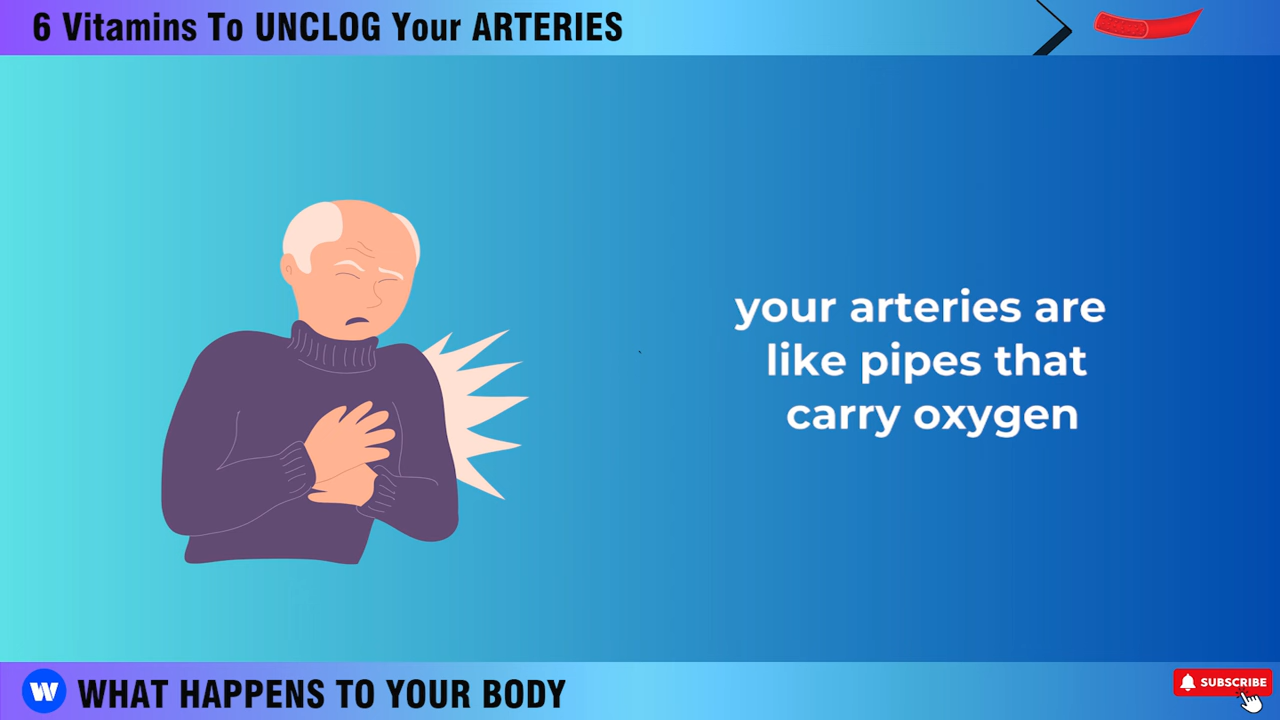 6 Vitamins To UNCLOG Your ARTERIES
your arteries are
like pipes that
carry oxygen
W WHAT HAPPENS TO YOUR BODY
SUBSCRIBE